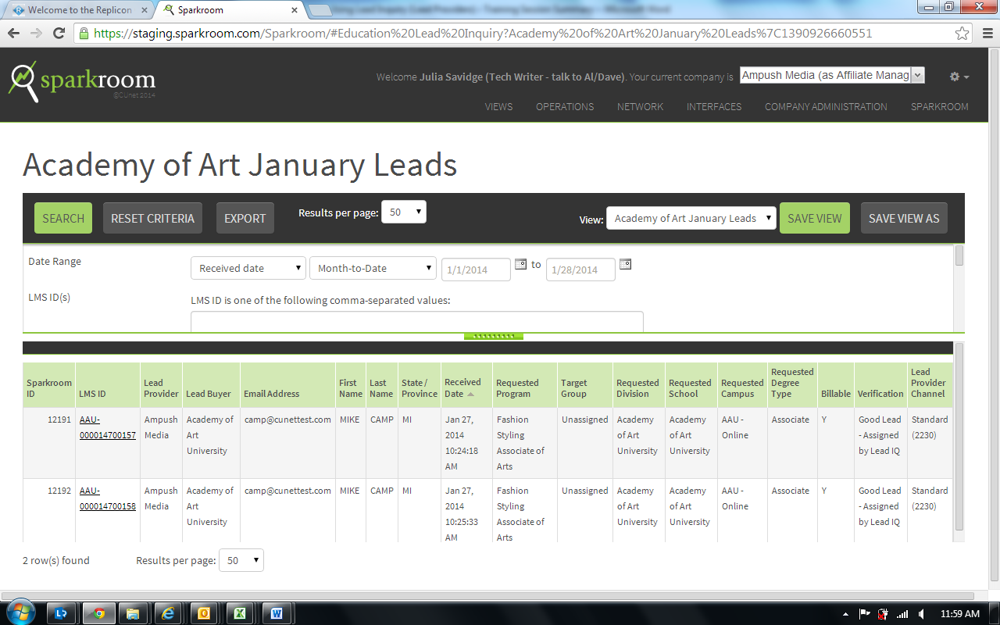 Welcome to the Replicon
Sparkroom
https://staging.sparkroom.com/Sparkroom/#Education%20Lead%20Inquiry?Academy%20of%20Art%20January%20Leads%7C1390926660551
sparkroom
©CUnet 2014
Welcome Julia Savidge (Tech Writer - talk to Al/Dave). Your current company is Ampush Media (as Affiliate Manag
VIEWS OPERATIONS NETWORK INTERFACES COMPANY ADMINISTRATION SPARKROOM
Academy of Art January Leads
SEARCH RESET CRITERIA EXPORT Results per page: 50 View: Academy of Art January Leads SAVE VIEW SAVE VIEW AS
Date Range Received date Month-to-Date 1/1/2014 to 1/28/2014
LMS ID(s) LMS ID is one of the following comma-separated values:
Sparkroom ID LMS ID Lead Provider Lead Buyer Email Address First Name Last Name State / Province Received Date Requested Program Target Group Requested Division Requested School Requested Campus Requested Degree Type Billable Verification Lead Provider Channel
12191 AAU-000014700157 Ampush Media Academy of Art University camp@cunettest.com MIKE CAMP MI Jan 27, 2014 10:24:18 AM Fashion Styling Associate of Arts Unassigned Academy of Art University Academy of Art University AAU - Online Associate Y Good Lead - Assigned by Lead IQ Standard (2230)
12192 AAU-000014700158 Ampush Media Academy of Art University camp@cunettest.com MIKE CAMP MI Jan 27, 2014 10:25:33 AM Fashion Styling Associate of Arts Unassigned Academy of Art University Academy of Art University AAU - Online Associate Y Good Lead - Assigned by Lead IQ Standard (2230)
2 row(s) found Results per page: 50
11:59 AM